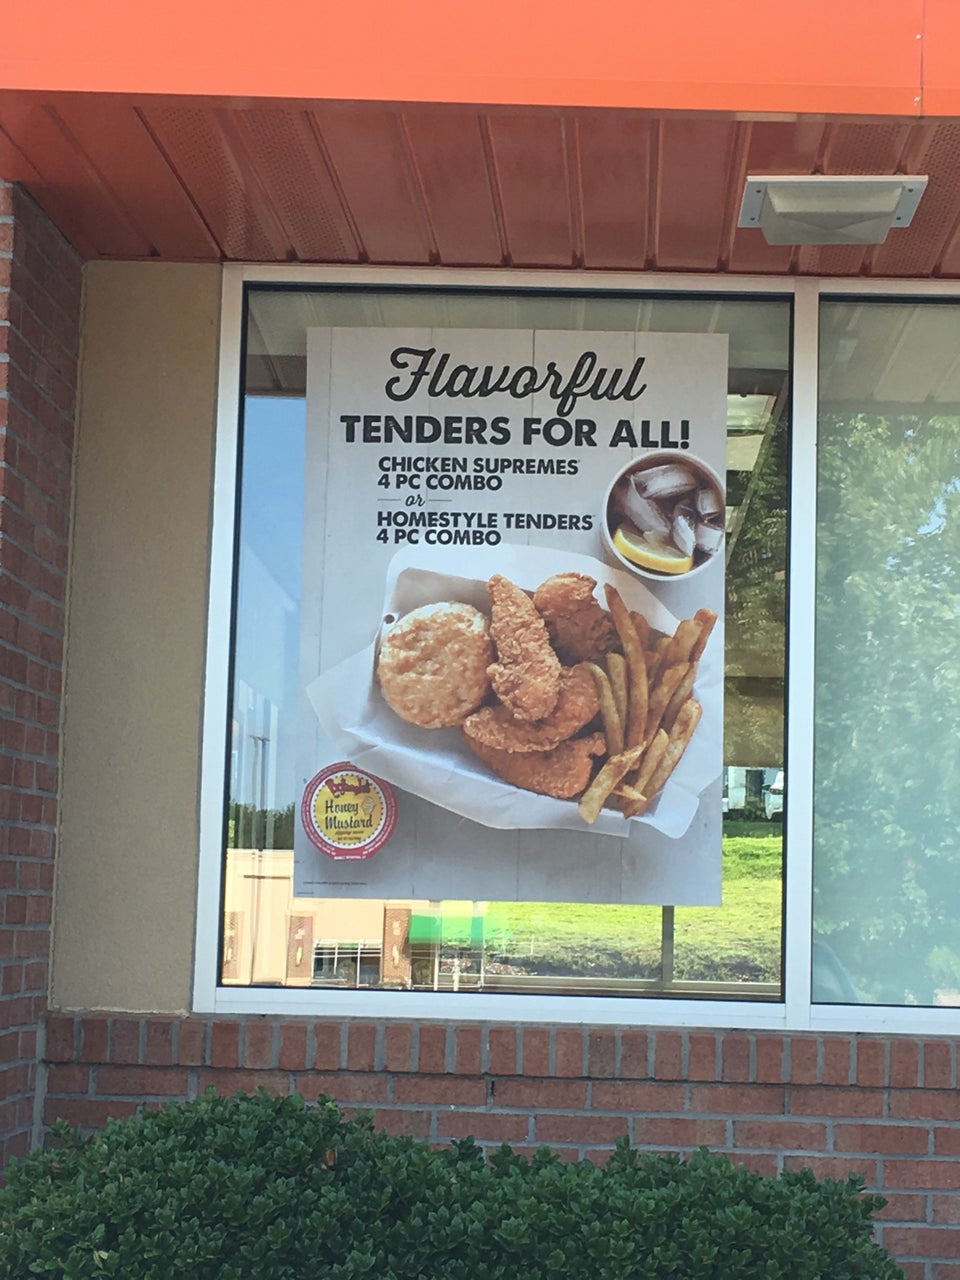 Flavorful
TENDERS FOR ALL!
CHICKEN SUPREMES
4 PC COMBO
or
HOMESTYLE TENDERS
4 PC COMBO
Honey
Mustard